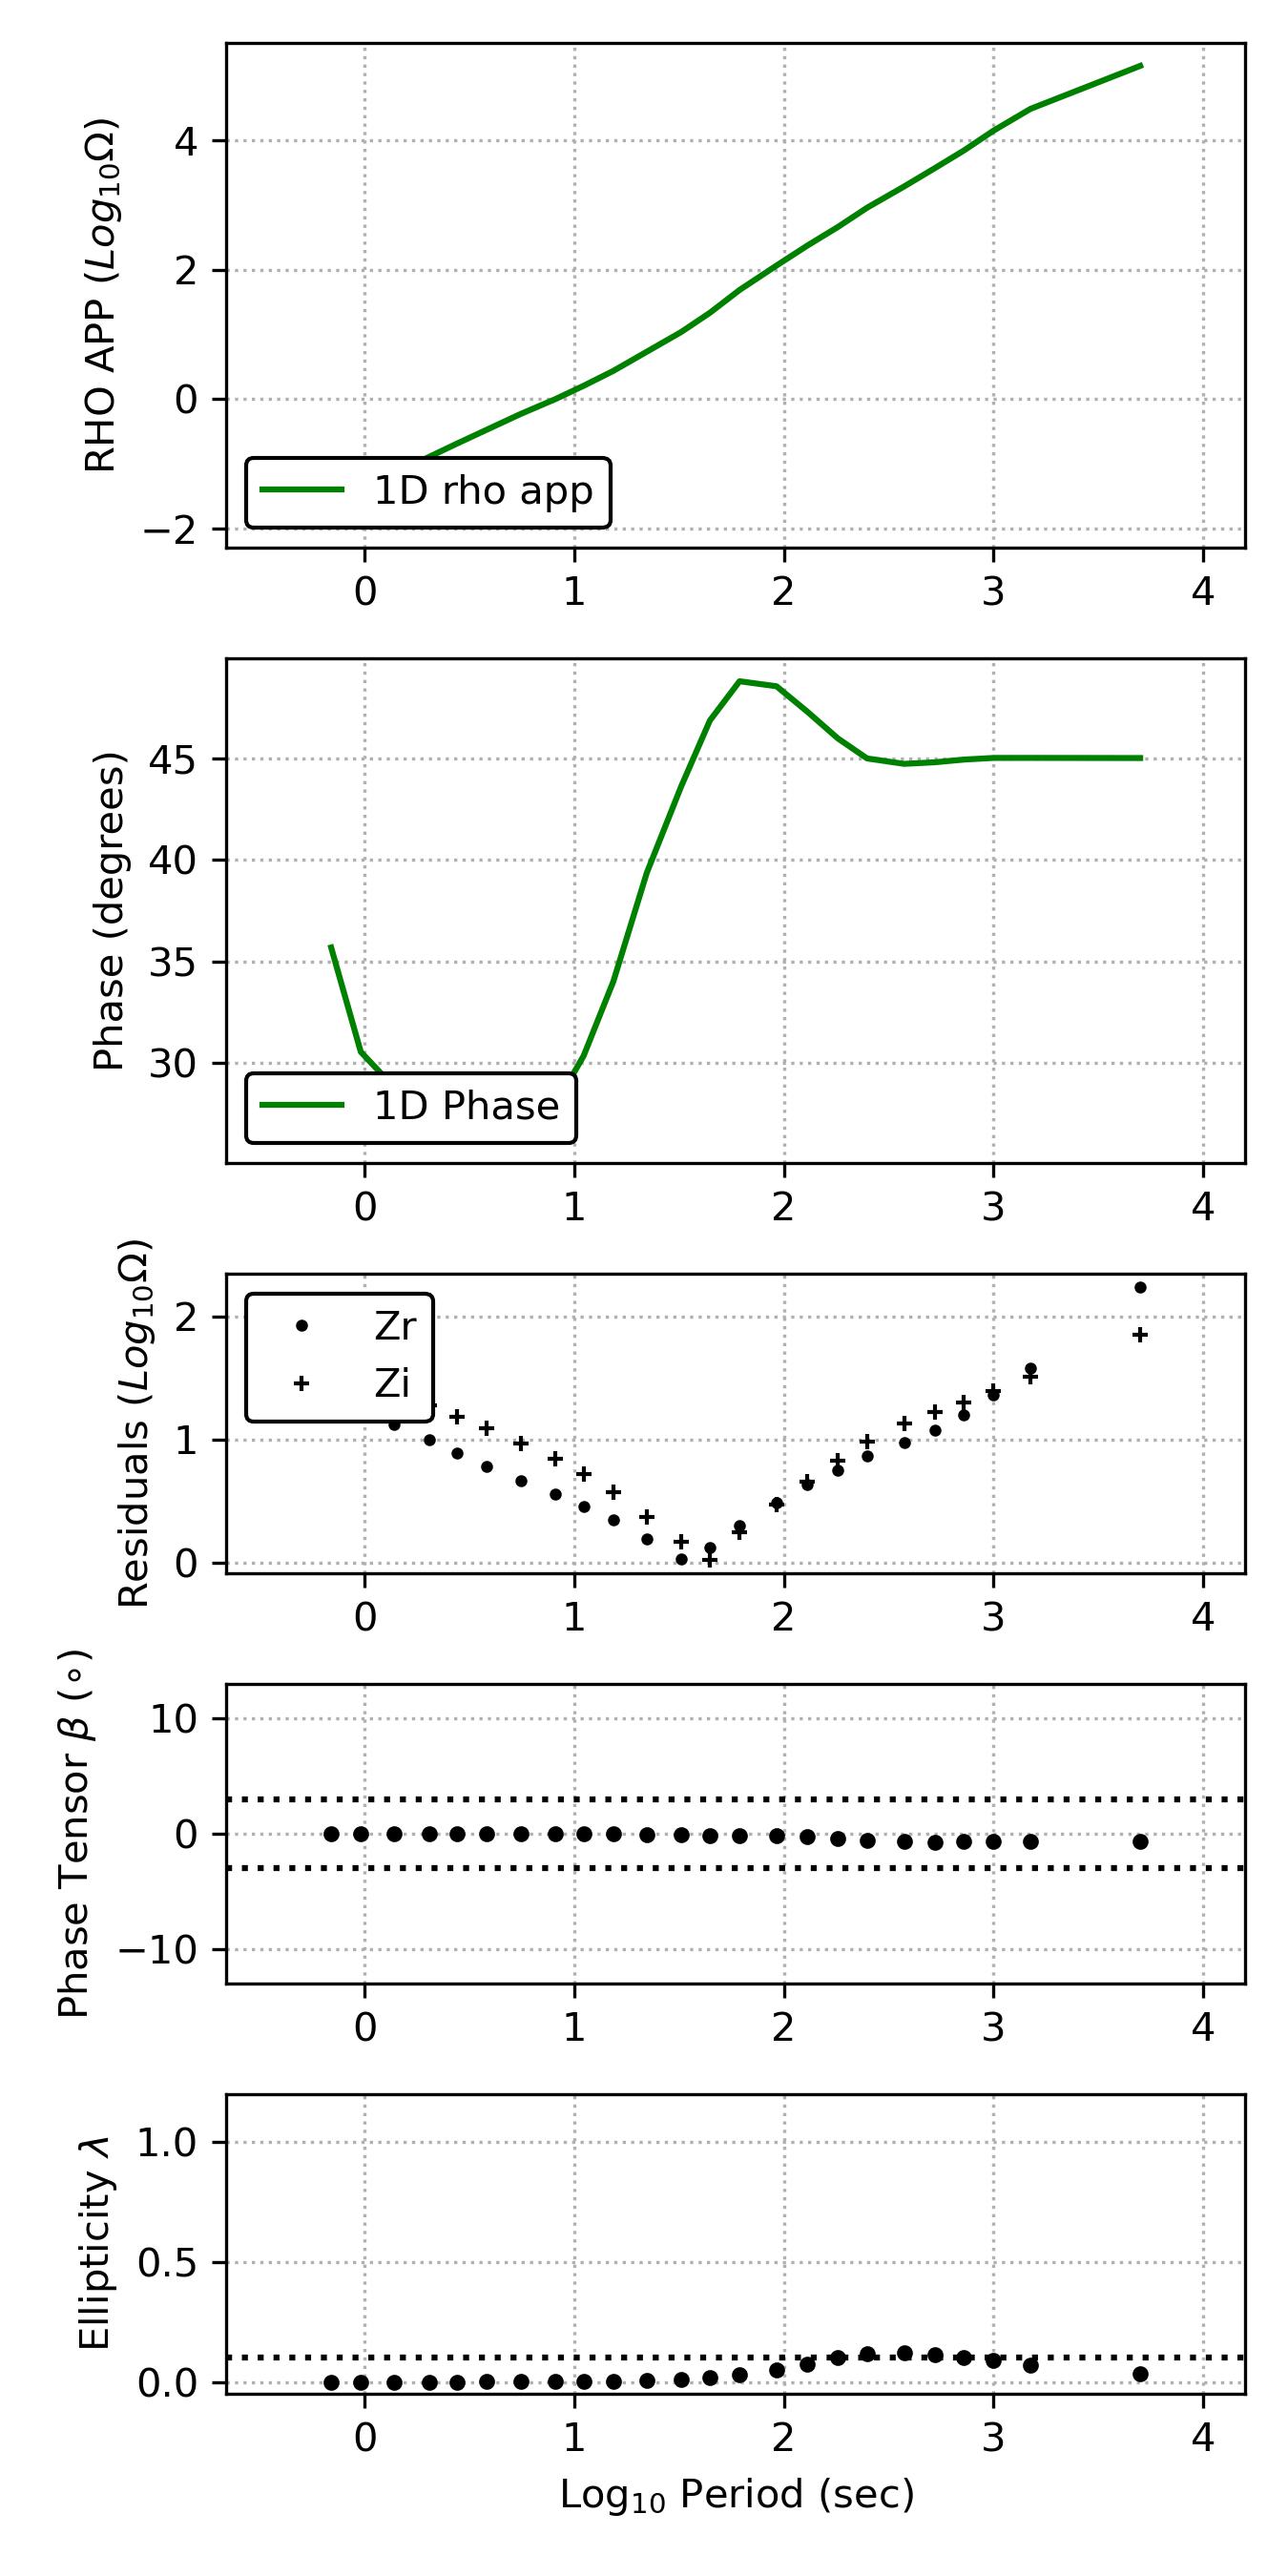 RHO APP (Log₁₀Ω)
4
2
0
−2
1D rho app
0 1 2 3 4
Phase (degrees)
45
40
35
30
1D Phase
0 1 2 3 4
Residuals (Log₁₀Ω)
2
1
0
Zr
Zi
0 1 2 3 4
Phase Tensor β (∘)
10
0
−10
0 1 2 3 4
Ellipticity λ
1.0
0.5
0.0
0 1 2 3 4
Log₁₀ Period (sec)